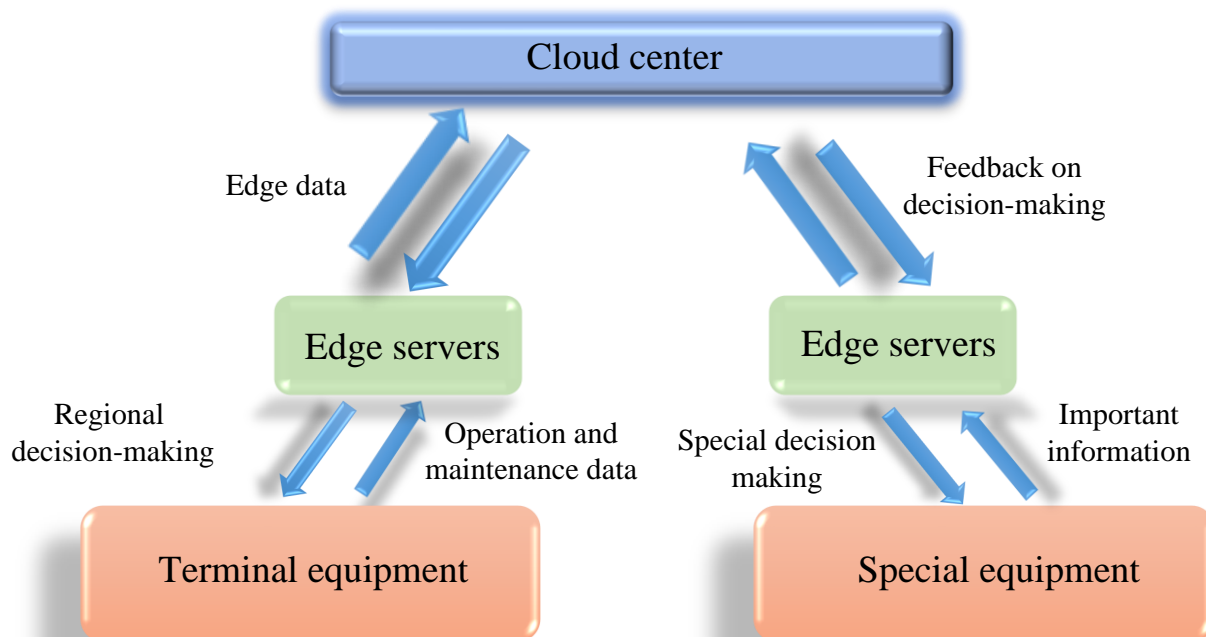 Cloud center
Edge data
Feedback on
decision-making
Edge servers
Edge servers
Regional
decision-making
Operation and
maintenance data
Special decision
making
Important
information
Terminal equipment
Special equipment